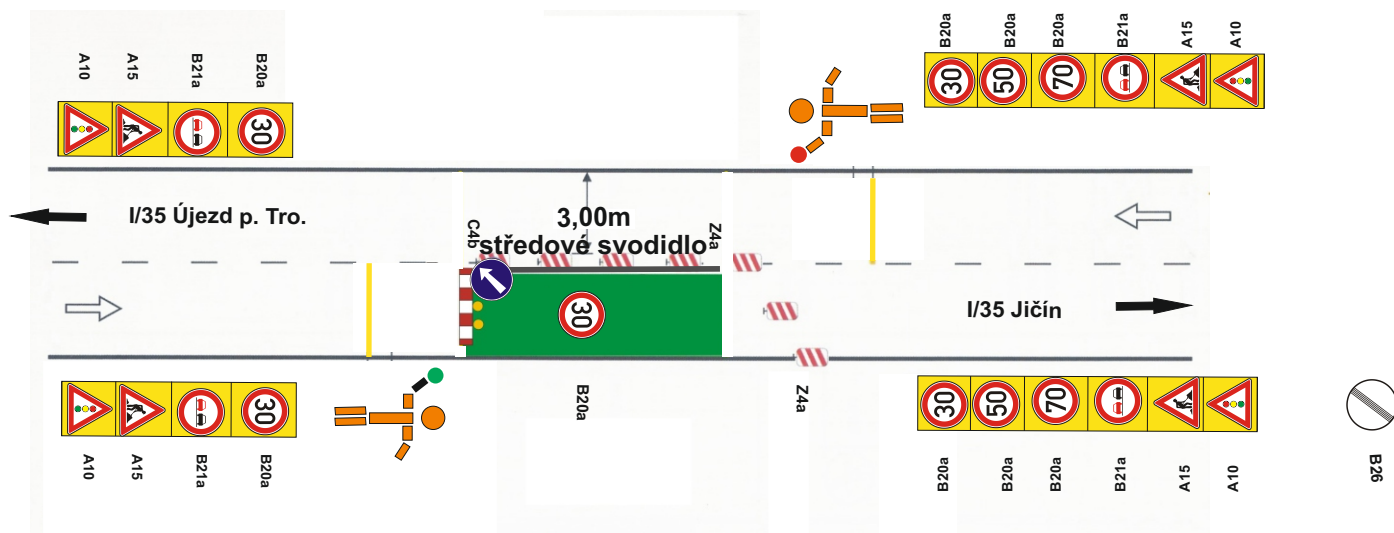 A10
A15
B21a
B20a
30
B20a
B20a
B20a
B21a
A15
A10
30
50
70
I/35 Újezd p. Tro.
3,00m
středové svodidlo
C4b
Z4a
30
I/35 Jičín
B20a
Z4a
30
A10
A15
B21a
B20a
30
50
70
B20a
B20a
B20a
B21a
A15
A10
B26